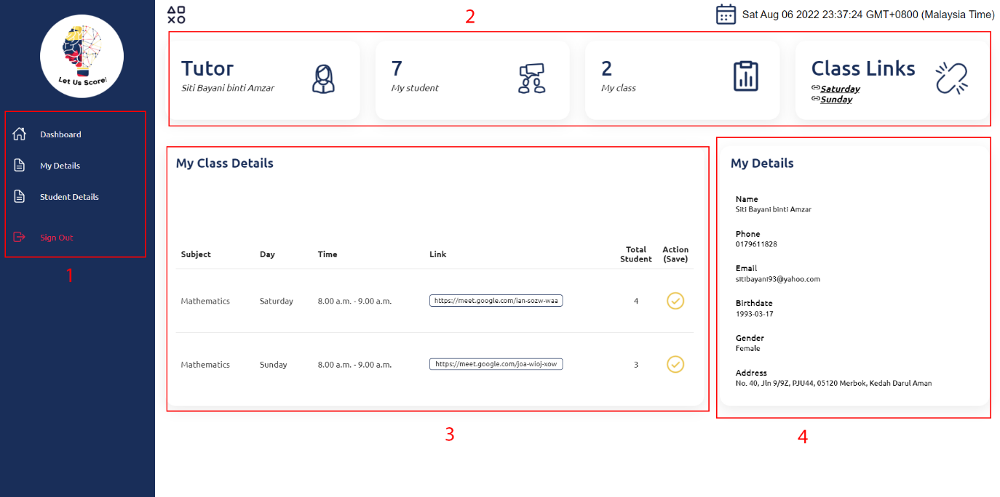 Let Us Score!
Dashboard
My Details
Student Details
Sign Out
1
2
Sat Aug 06 2022 23:37:24 GMT+0800 (Malaysia Time)
Tutor
Siti Bayani binti Amzar
7
My student
2
My class
Class Links
Saturday
Sunday
My Class Details
Subject Day Time Link Total Student Action (Save)
Mathematics Saturday 8.00 a.m. - 9.00 a.m. https://meet.google.com/ian-sozw-waa 4
Mathematics Sunday 8.00 a.m. - 9.00 a.m. https://meet.google.com/joa-wioj-xow 3
3
My Details
Name
Siti Bayani binti Amzar
Phone
0179611828
Email
sitibayani93@yahoo.com
Birthdate
1993-03-17
Gender
Female
Address
No. 40, Jln 9/9Z, PJU44, 05120 Merbok, Kedah Darul Aman
4